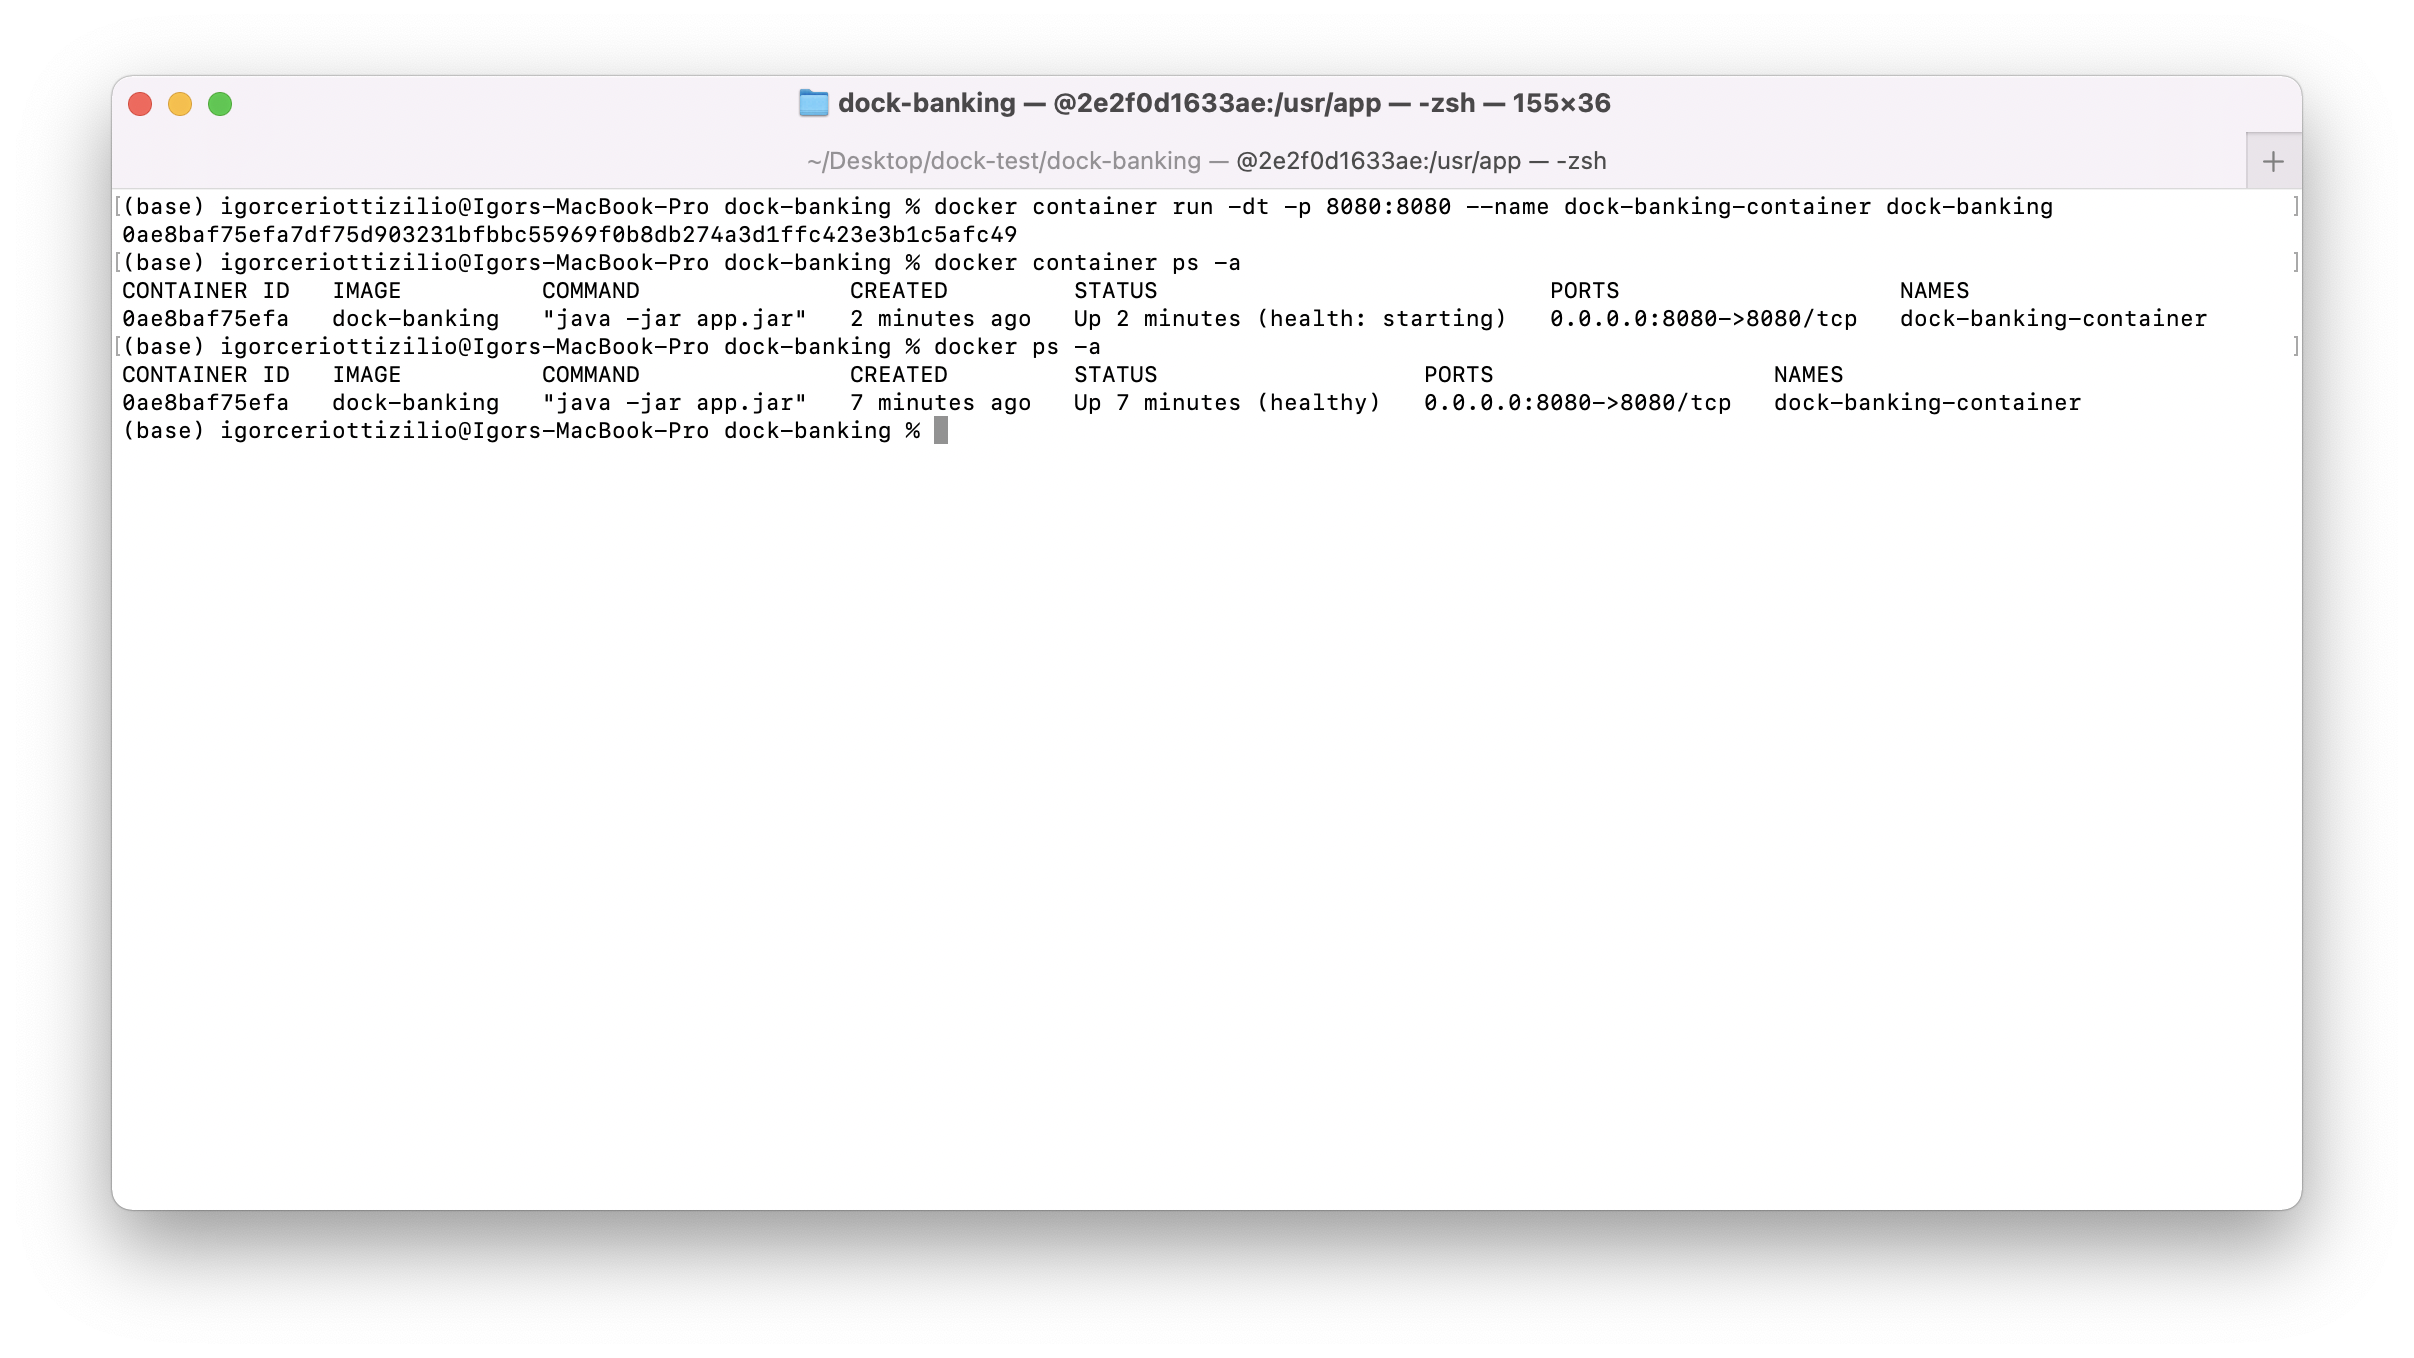 dock-banking — @2e2f0d1633ae:/usr/app — -zsh — 155×36
~/Desktop/dock-test/dock-banking — @2e2f0d1633ae:/usr/app — -zsh
[(base) igorceriottizilio@Igors-MacBook-Pro dock-banking % docker container run -dt -p 8080:8080 --name dock-banking-container dock-banking ]
0ae8baf75efa7df75d903231bfbbc55969f0b8db274a3d1ffc423e3b1c5afc49
[(base) igorceriottizilio@Igors-MacBook-Pro dock-banking % docker container ps -a ]
CONTAINER ID   IMAGE          COMMAND               CREATED         STATUS                            PORTS                    NAMES
0ae8baf75efa   dock-banking   "java -jar app.jar"   2 minutes ago   Up 2 minutes (health: starting)   0.0.0.0:8080->8080/tcp   dock-banking-container
[(base) igorceriottizilio@Igors-MacBook-Pro dock-banking % docker ps -a ]
CONTAINER ID   IMAGE          COMMAND               CREATED         STATUS                   PORTS                    NAMES
0ae8baf75efa   dock-banking   "java -jar app.jar"   7 minutes ago   Up 7 minutes (healthy)   0.0.0.0:8080->8080/tcp   dock-banking-container
(base) igorceriottizilio@Igors-MacBook-Pro dock-banking %